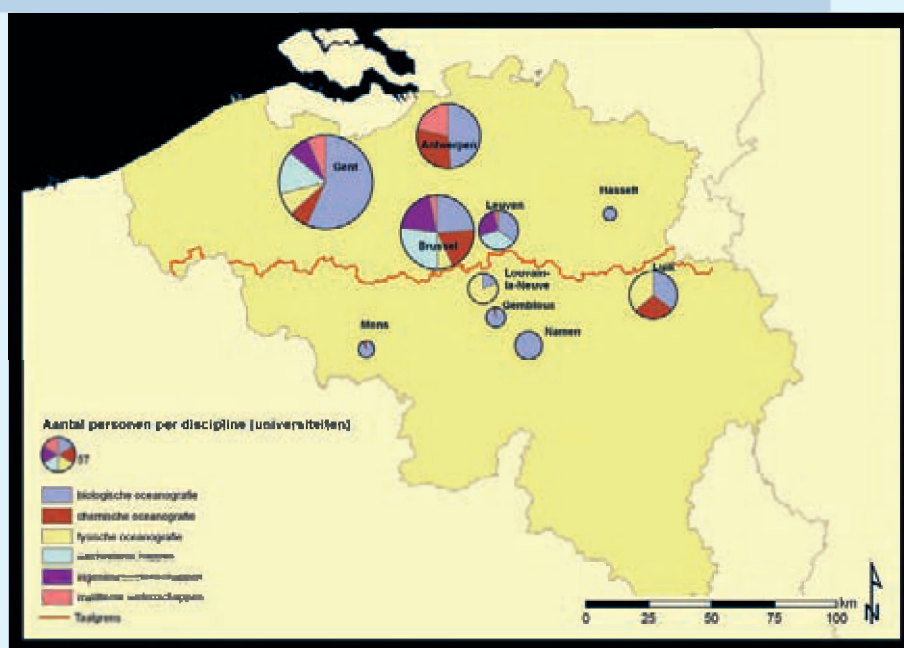 Antwerpen
Gent
Hasselt
Leuven
Brussel
Luik
Louvain-
la-Neuve
Gembloux
Mons
Namen
Aantal personen per discipline (universiteiten)
57
biologische oceanografie
chemische oceanografie
fysische oceanografie
Taalgrens
km
0 25 50 75 100
N